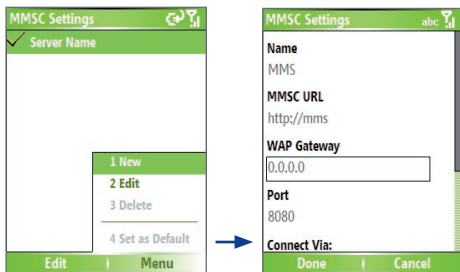 MMSC Settings
Server Name
1 New
2 Edit
3 Delete
4 Set as Default
Edit
Menu
MMSC Settings
abc
Name
MMS
MMSC URL
http://mms
WAP Gateway
0.0.0.0
Port
8080
Connect Via:
Done
Cancel